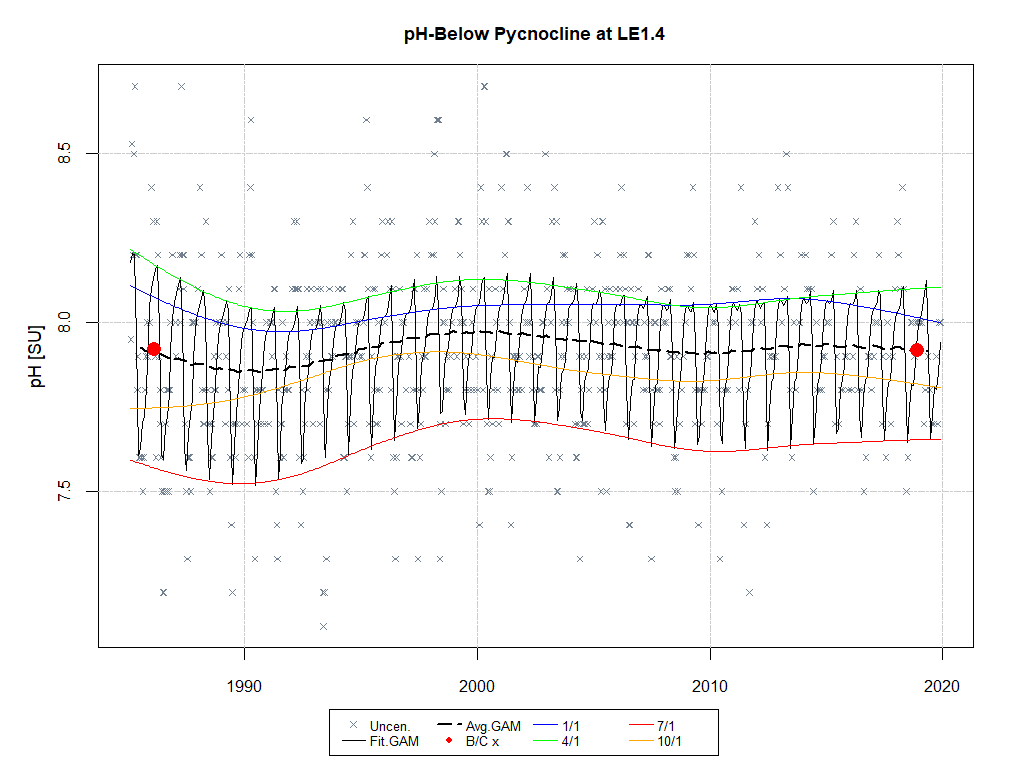 pH-Below Pycnocline at LE1.4
pH [SU]
8.5
8.0
7.5
1990 2000 2010 2020
Uncen. Avg.GAM 1/1 7/1
Fit.GAM B/C x 4/1 10/1